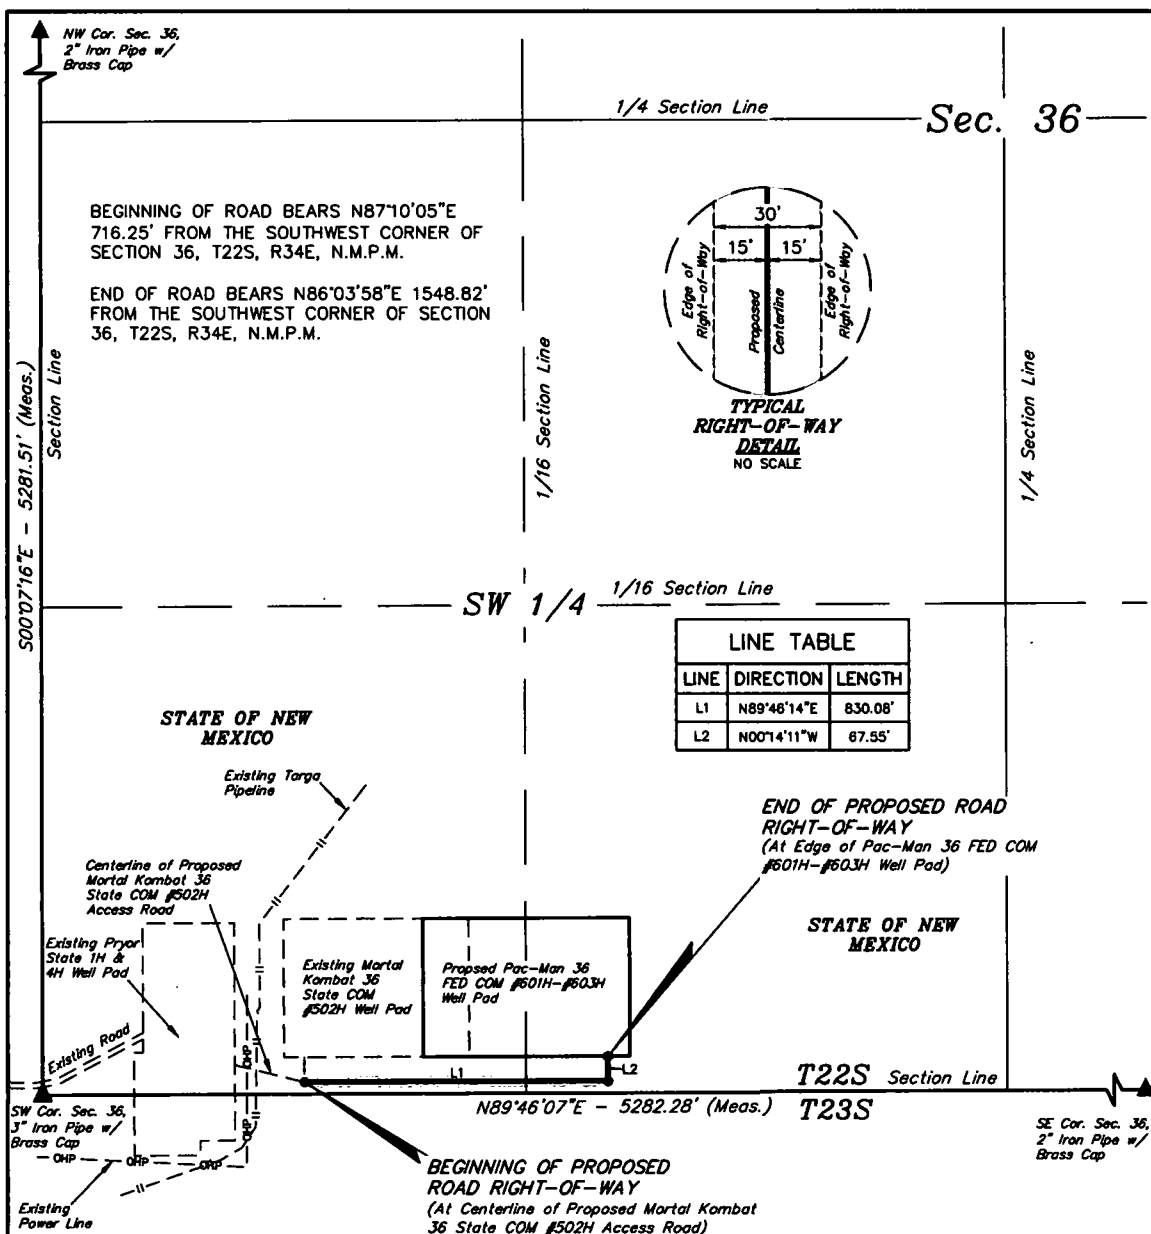 NW Cor. Sec. 36,
2" Iron Pipe w/
Brass Cap
1/4 Section Line
Sec. 36
BEGINNING OF ROAD BEARS N87°10'05"E
716.25' FROM THE SOUTHWEST CORNER OF
SECTION 36, T22S, R34E, N.M.P.M.
END OF ROAD BEARS N86°03'58"E 1548.82'
FROM THE SOUTHWEST CORNER OF SECTION
36, T22S, R34E, N.M.P.M.
30'
15'
15'
Edge of
Right-of-Way
Proposed
Centerline
Edge of
Right-of-Way
TYPICAL
RIGHT-OF-WAY
DETAIL
NO SCALE
S00°07'16"E - 5281.51' (Meas.)
Section Line
1/16 Section Line
1/4 Section Line
SW 1/4
1/16 Section Line
LINE TABLE
LINE DIRECTION LENGTH
L1 N89°46'14"E 830.08'
L2 N00°14'11"W 67.55'
STATE OF NEW
MEXICO
Existing Targa
Pipeline
END OF PROPOSED ROAD
RIGHT-OF-WAY
(At Edge of Pac-Man 36 FED COM
#601H-#603H Well Pad)
Centerline of Proposed
Mortal Kombat 36
State COM #502H
Access Road
STATE OF NEW
MEXICO
Existing Pryor
State 1H &
4H Well Pad
Existing Mortal
Kombat 36
State COM
#502H Well Pad
Propsed Pac-Man 36
FED COM #601H-#603H
Well Pad
Existing Road
OHP
L1
L2
T22S Section Line
N89°46'07"E - 5282.28' (Meas.)
T23S
SW Cor. Sec. 36,
3" Iron Pipe w/
Brass Cap
SE Cor. Sec. 36,
2" Iron Pipe w/
Brass Cap
OHP
OHP
OHP
OHP
Existing
Power Line
BEGINNING OF PROPOSED
ROAD RIGHT-OF-WAY
(At Centerline of Proposed Mortal Kombat
36 State COM #502H Access Road)